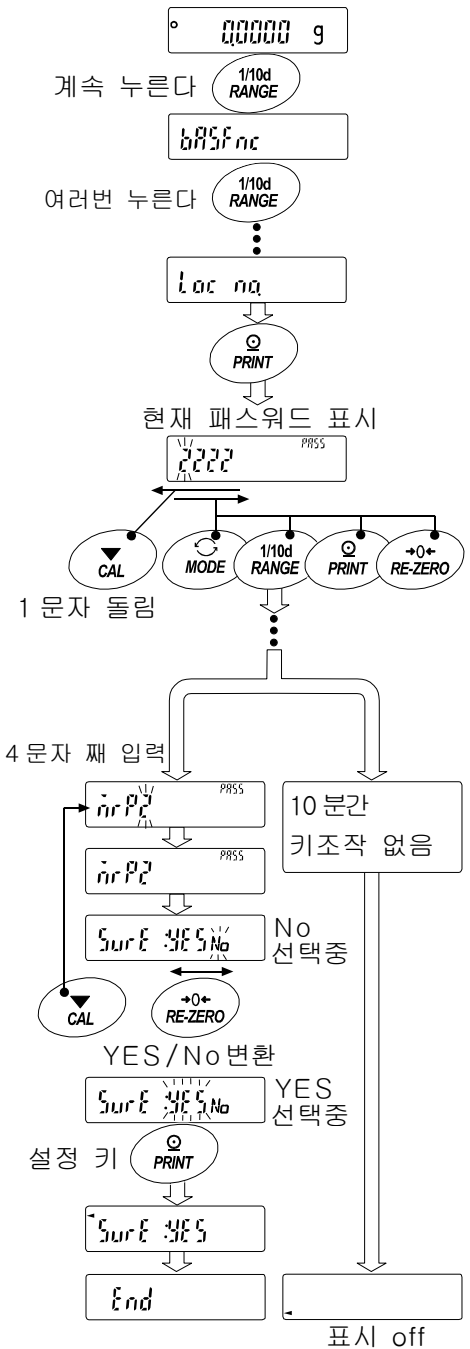 0.0000 g
계속 누른다
1/10d
RANGE
bASFnc
여러번 누른다
1/10d
RANGE
Loc no.
PRINT
현재 패스워드 표시
PASS
2222
CAL
MODE
1/10d
RANGE
PRINT
→0←
RE-ZERO
1 문자 돌림
4 문자 째 입력
PASS
MrP2
10 분간
키조작 없음
PASS
MrP2
SurE :YES No
No
선택중
CAL
→0←
RE-ZERO
YES/No 변환
SurE :YES No
YES
선택중
설정 키
PRINT
SurE :YES
End
표시 off